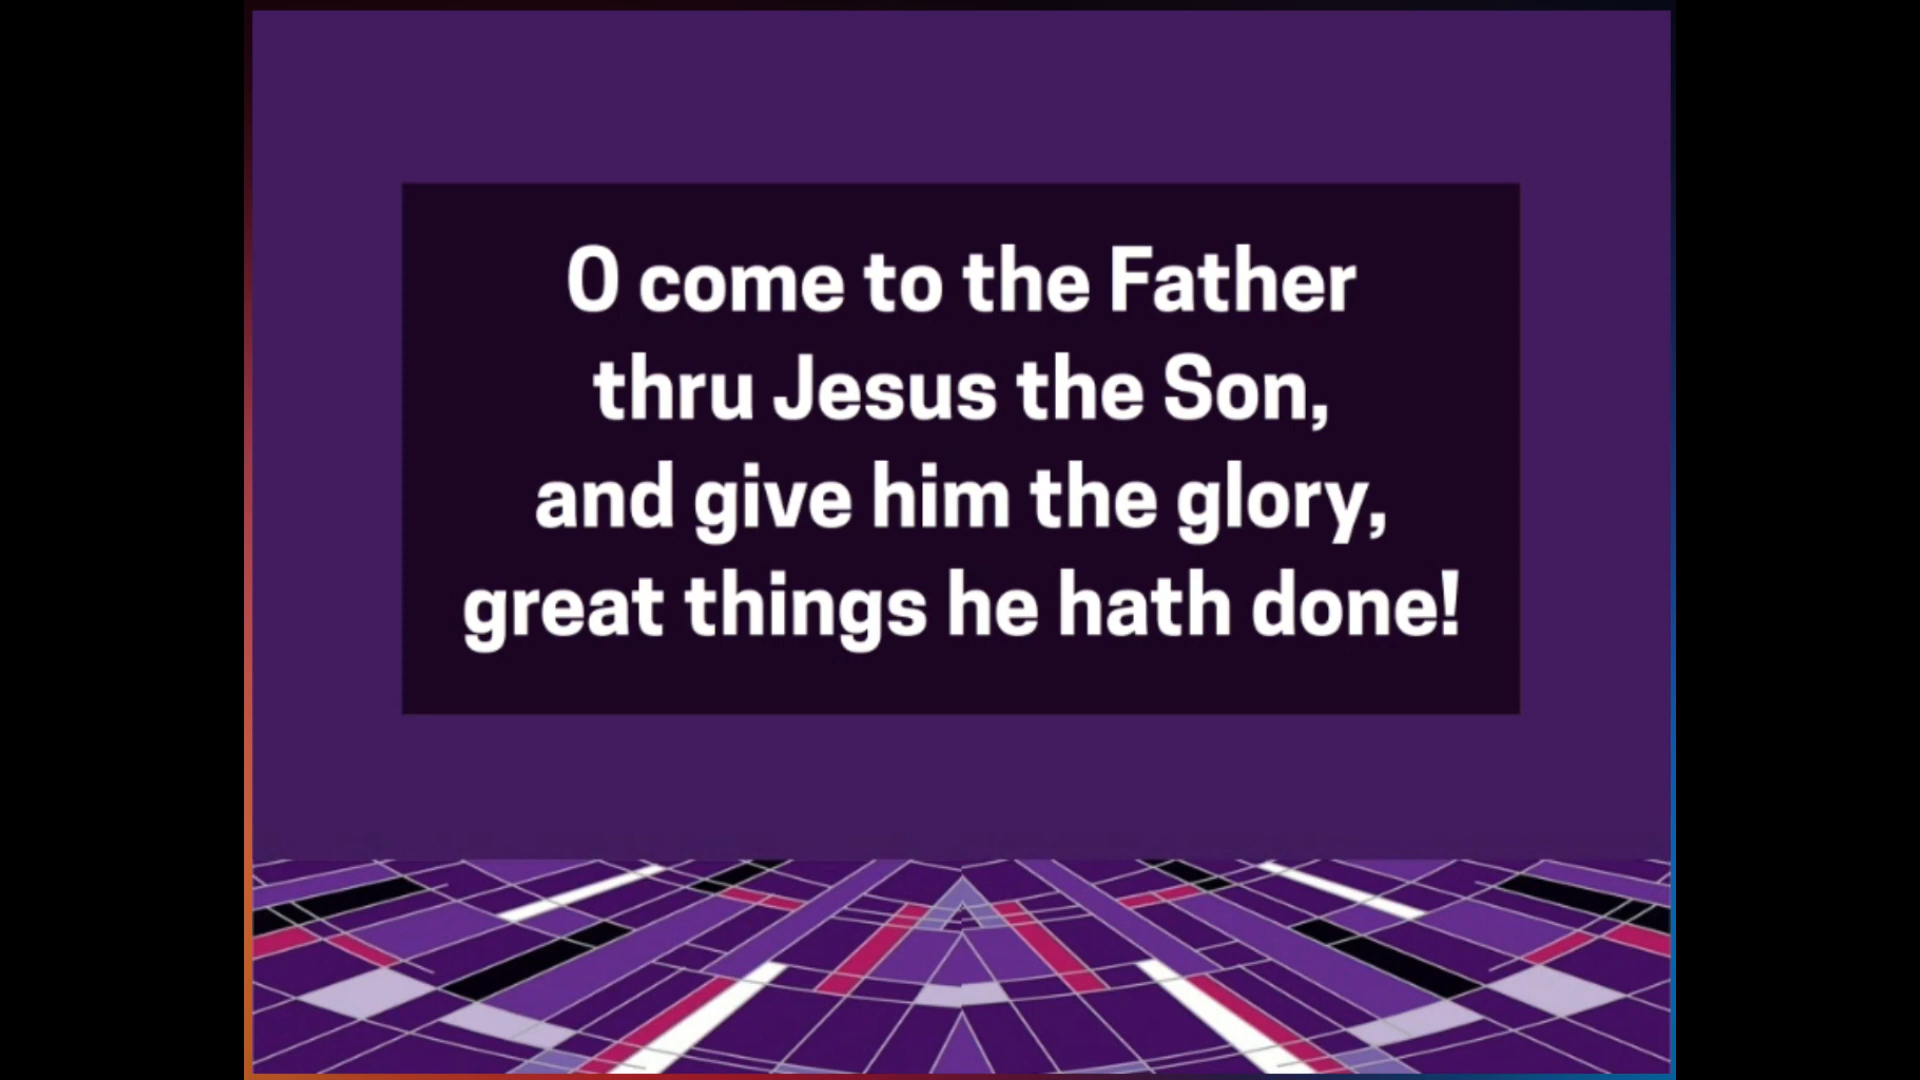 O come to the Father
thru Jesus the Son,
and give him the glory,
great things he hath done!